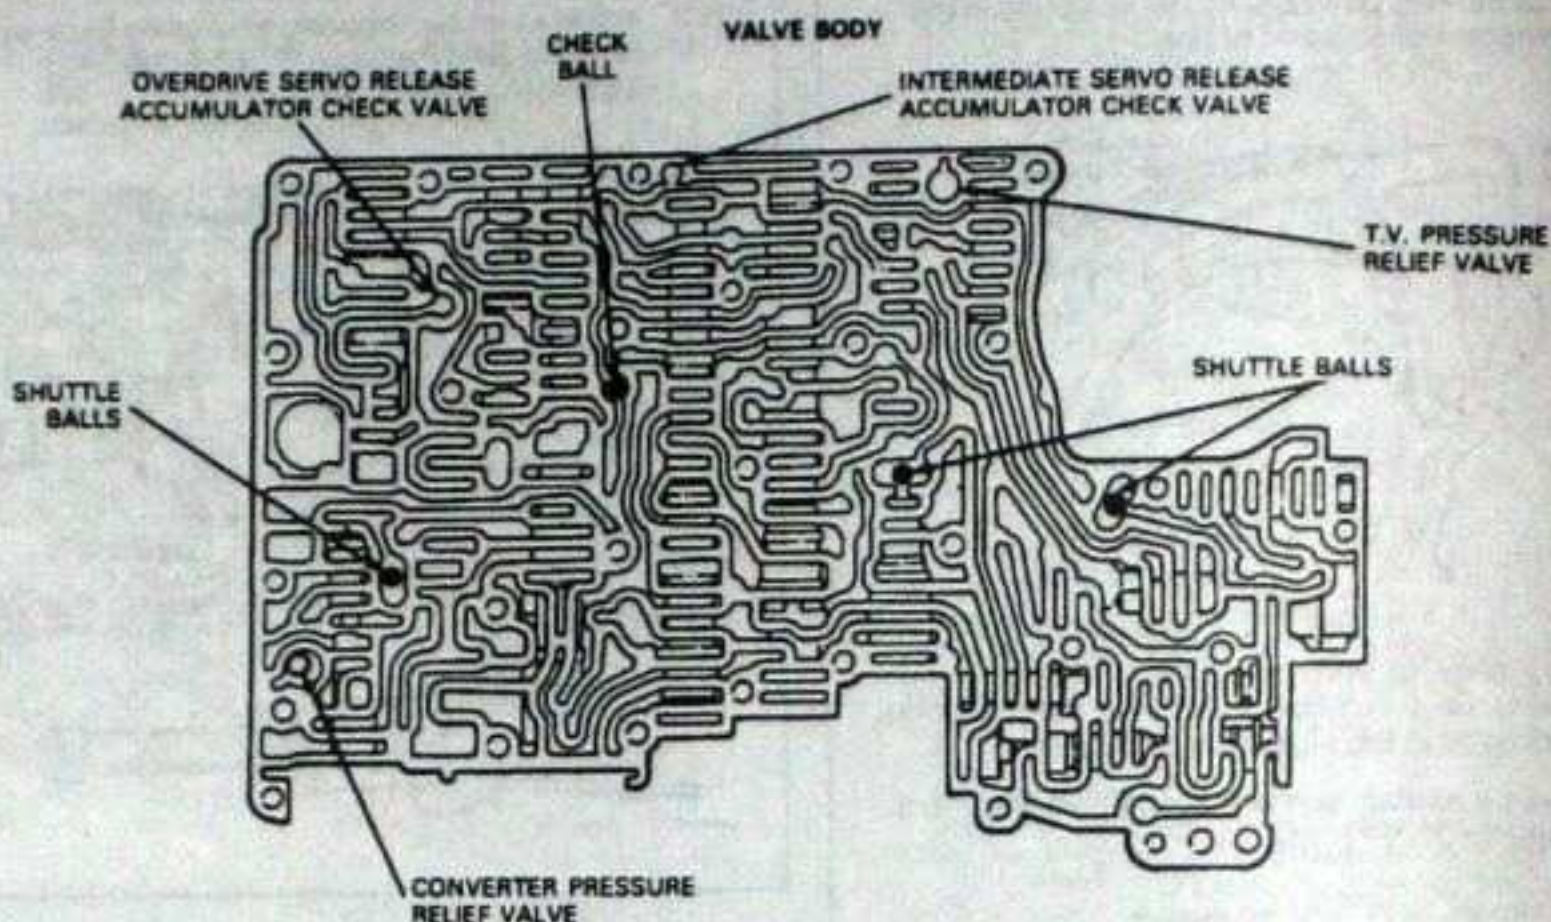 VALVE BODY
CHECK
BALL
OVERDRIVE SERVO RELEASE
ACCUMULATOR CHECK VALVE
INTERMEDIATE SERVO RELEASE
ACCUMULATOR CHECK VALVE
T.V. PRESSURE
RELIEF VALVE
SHUTTLE BALLS
SHUTTLE
BALLS
CONVERTER PRESSURE
RELIEF VALVE